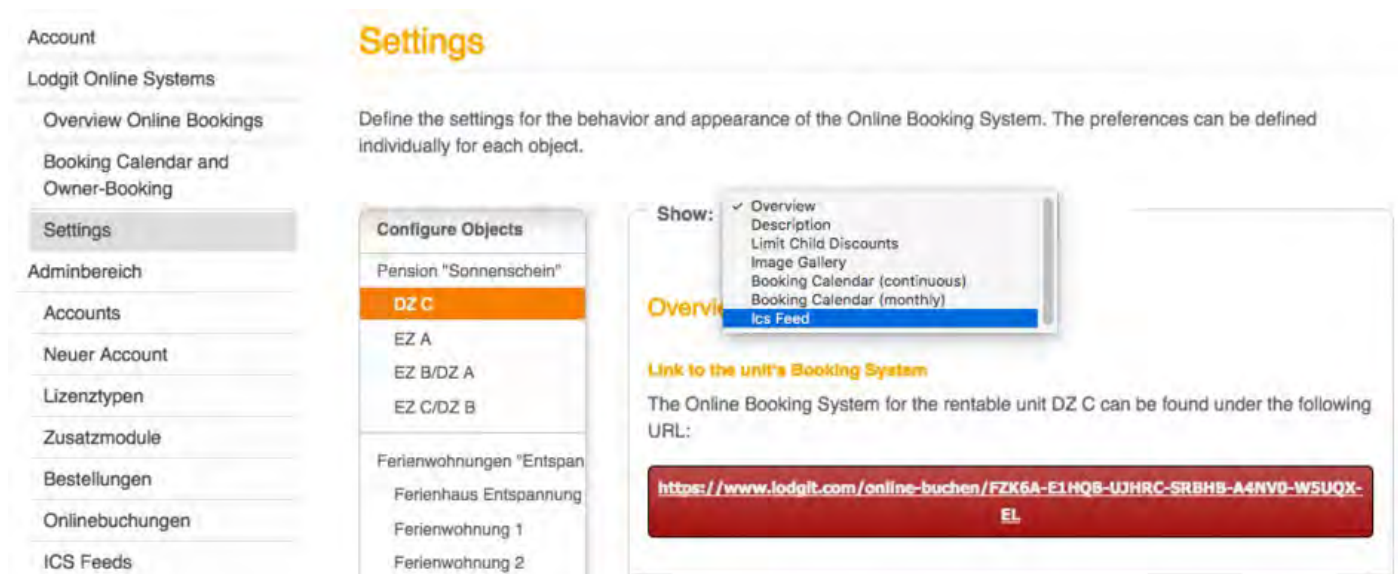 Account
Lodgit Online Systems
Overview Online Bookings
Booking Calendar and
Owner-Booking
Settings
Adminbereich
Accounts
Neuer Account
Lizenztypen
Zusatzmodule
Bestellungen
Onlinebuchungen
ICS Feeds
Settings
Define the settings for the behavior and appearance of the Online Booking System. The preferences can be defined
individually for each object.
Configure Objects
Pension "Sonnenschein"
DZ C
EZ A
EZ B/DZ A
EZ C/DZ B
Ferienwohnungen "Entspan
Ferienhaus Entspannung
Ferienwohnung 1
Ferienwohnung 2
Show:
✓ Overview
Description
Limit Child Discounts
Image Gallery
Booking Calendar (continuous)
Booking Calendar (monthly)
Ics Feed
Overvie
Link to the unit's Booking System
The Online Booking System for the rentable unit DZ C can be found under the following
URL:
https://www.lodgit.com/online-buchen/FZK6A-E1HQB-UJHRC-SRBHB-A4NV0-W5UQX-
EL